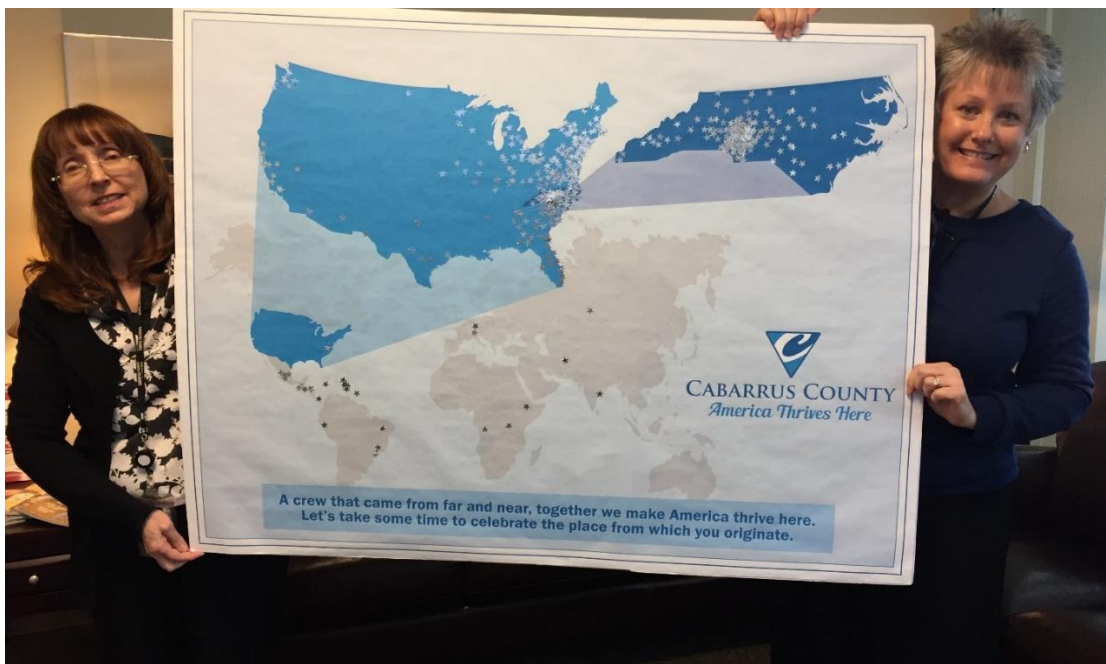 CABARRUS COUNTY
America Thrives Here
A crew that came from far and near, together we make America thrive here.
Let's take some time to celebrate the place from which you originate.